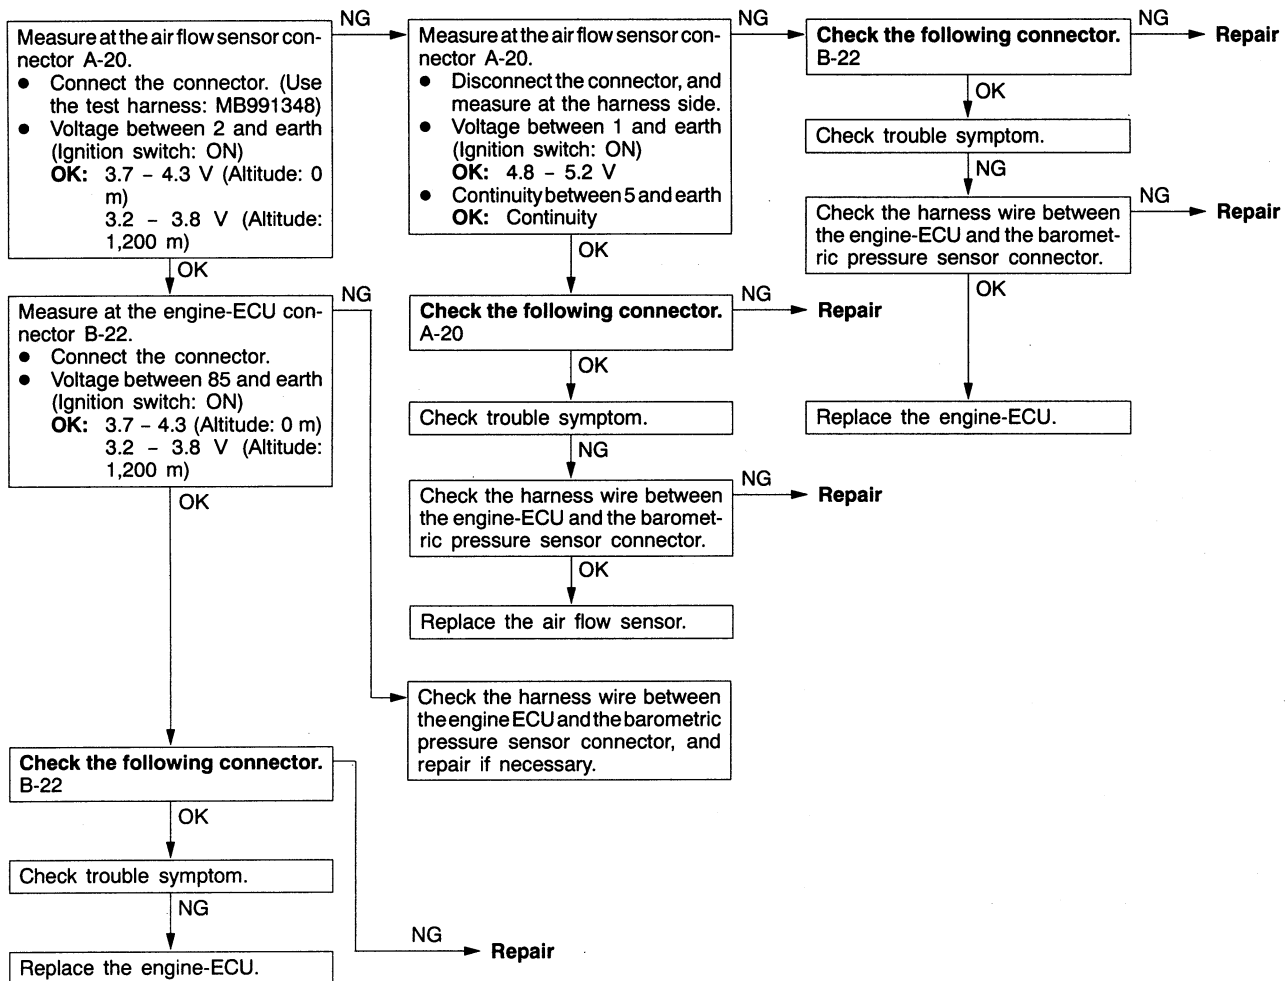 Measure at the air flow sensor con-
nector A-20.
● Connect the connector. (Use
the test harness: MB991348)
● Voltage between 2 and earth
(Ignition switch: ON)
OK: 3.7 – 4.3 V (Altitude: 0
m)
3.2 – 3.8 V (Altitude:
1,200 m)
NG
OK
Measure at the engine-ECU con-
nector B-22.
● Connect the connector.
● Voltage between 85 and earth
(Ignition switch: ON)
OK: 3.7 – 4.3 (Altitude: 0 m)
3.2 – 3.8 V (Altitude:
1,200 m)
NG
OK
Check the following connector.
B-22
OK
Check trouble symptom.
NG
Replace the engine-ECU.
NG
Repair
Measure at the air flow sensor con-
nector A-20.
● Disconnect the connector, and
measure at the harness side.
● Voltage between 1 and earth
(Ignition switch: ON)
OK: 4.8 – 5.2 V
● Continuity between 5 and earth
OK: Continuity
NG
OK
Check the following connector.
A-20
NG
Repair
OK
Check trouble symptom.
NG
Check the harness wire between
the engine-ECU and the baromet-
ric pressure sensor connector.
NG
Repair
OK
Replace the air flow sensor.
Check the harness wire between
the engine ECU and the barometric
pressure sensor connector, and
repair if necessary.
Check the following connector.
B-22
NG
Repair
OK
Check trouble symptom.
NG
Check the harness wire between
the engine-ECU and the baromet-
ric pressure sensor connector.
NG
Repair
OK
Replace the engine-ECU.